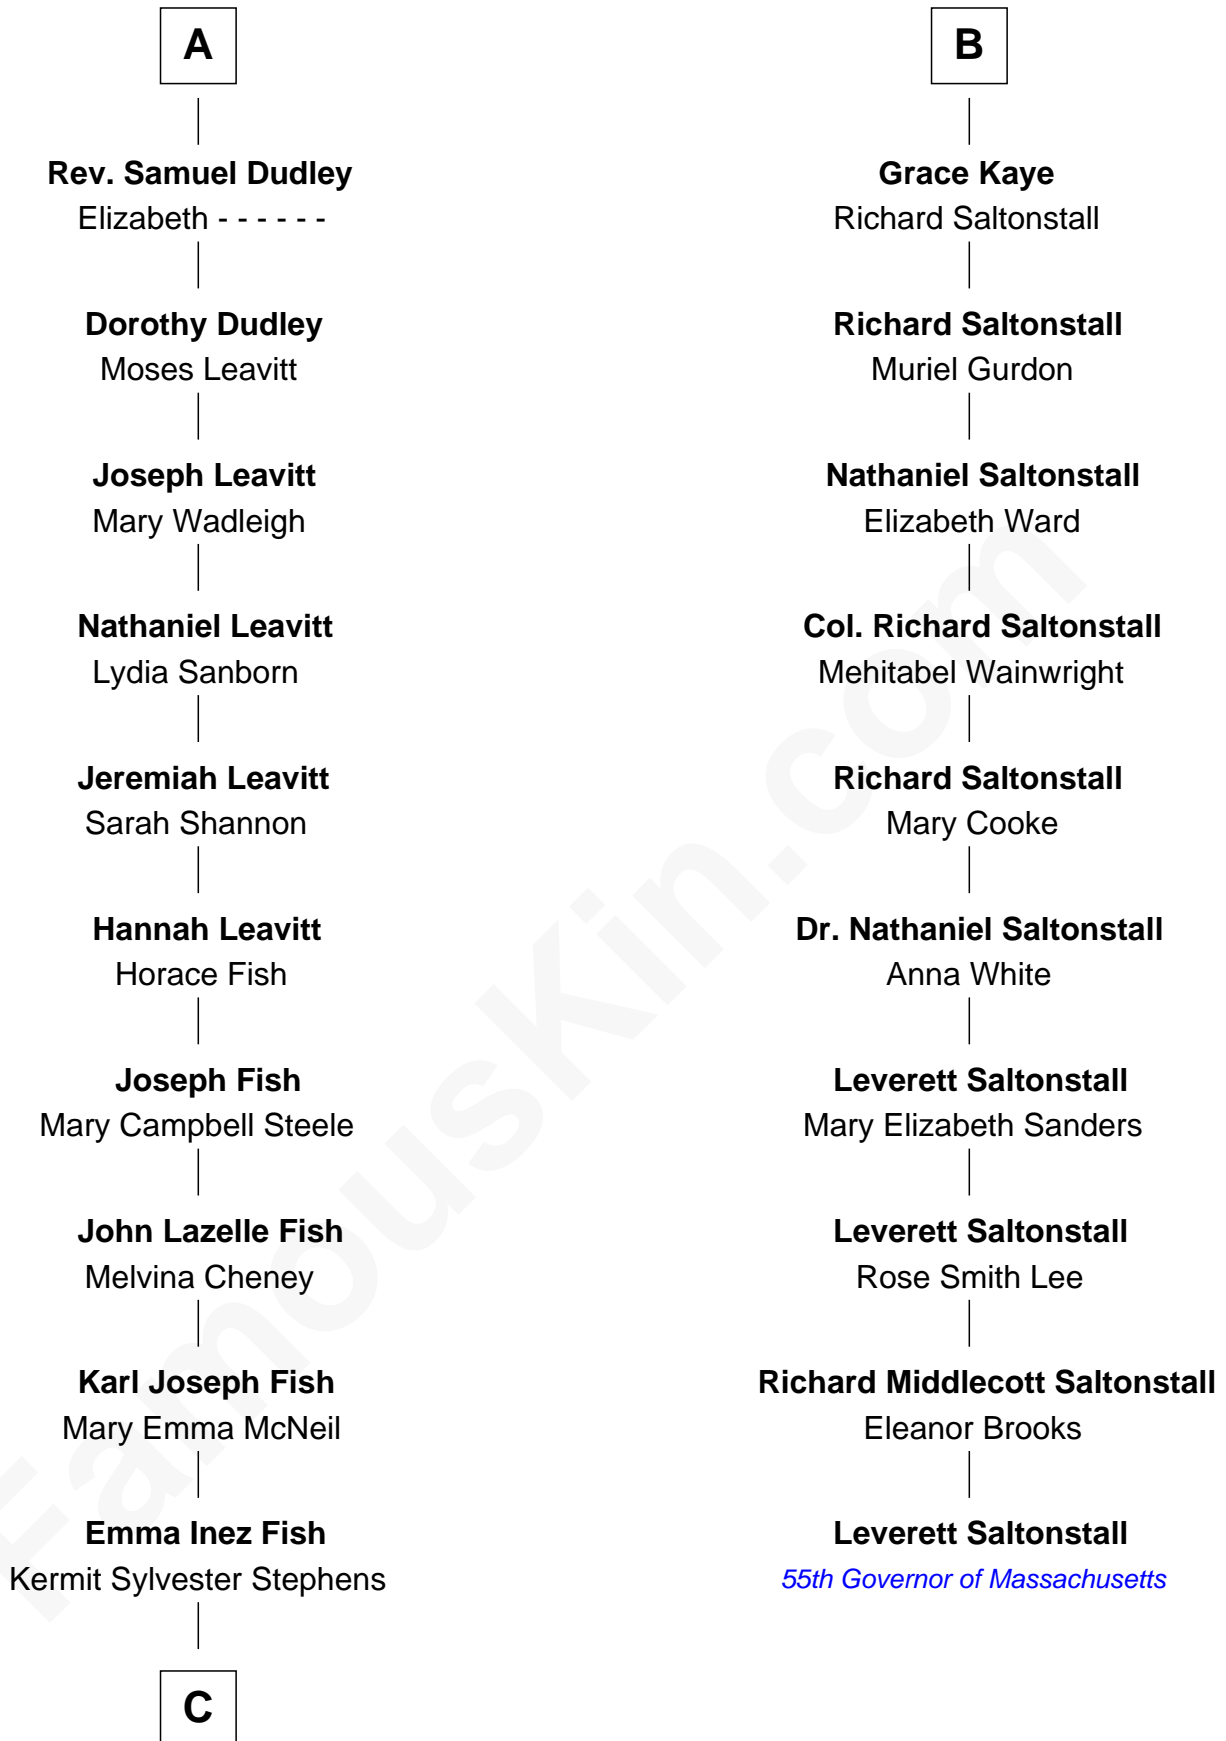 A
Rev. Samuel Dudley
Elizabeth - - - - - -
Dorothy Dudley
Moses Leavitt
Joseph Leavitt
Mary Wadleigh
Nathaniel Leavitt
Lydia Sanborn
Jeremiah Leavitt
Sarah Shannon
Hannah Leavitt
Horace Fish
Joseph Fish
Mary Campbell Steele
John Lazelle Fish
Melvina Cheney
Karl Joseph Fish
Mary Emma McNeil
Emma Inez Fish
Kermit Sylvester Stephens
C
B
Grace Kaye
Richard Saltonstall
Richard Saltonstall
Muriel Gurdon
Nathaniel Saltonstall
Elizabeth Ward
Col. Richard Saltonstall
Mehitabel Wainwright
Richard Saltonstall
Mary Cooke
Dr. Nathaniel Saltonstall
Anna White
Leverett Saltonstall
Mary Elizabeth Sanders
Leverett Saltonstall
Rose Smith Lee
Richard Middlecott Saltonstall
Eleanor Brooks
Leverett Saltonstall
55th Governor of Massachusetts
FamousKin.com